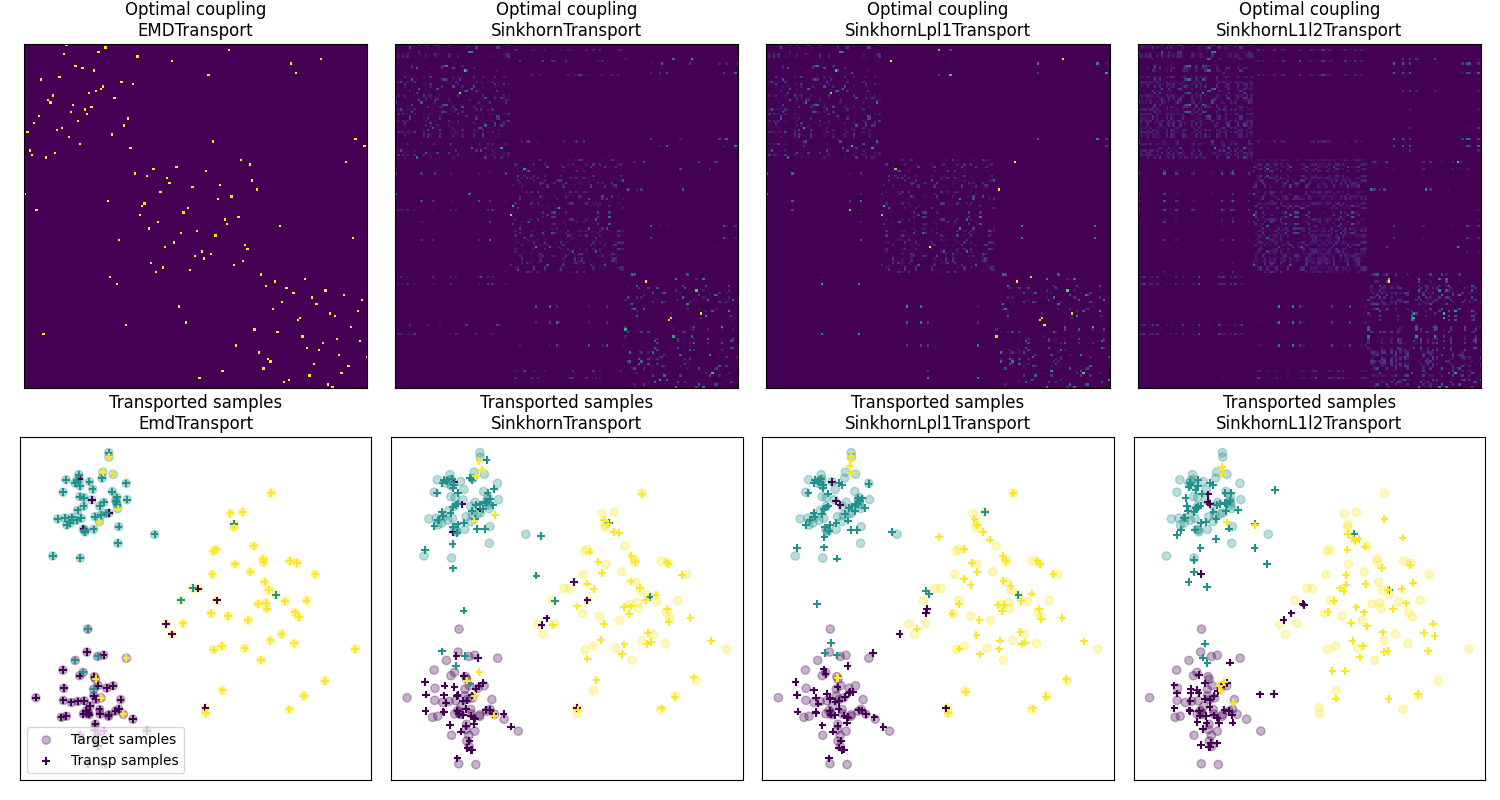 Optimal coupling
EMDTransport
Optimal coupling
SinkhornTransport
Optimal coupling
SinkhornLpl1Transport
Optimal coupling
SinkhornL1l2Transport
Transported samples
EmdTransport
Transported samples
SinkhornTransport
Transported samples
SinkhornLpl1Transport
Transported samples
SinkhornL1l2Transport
Target samples
Transp samples